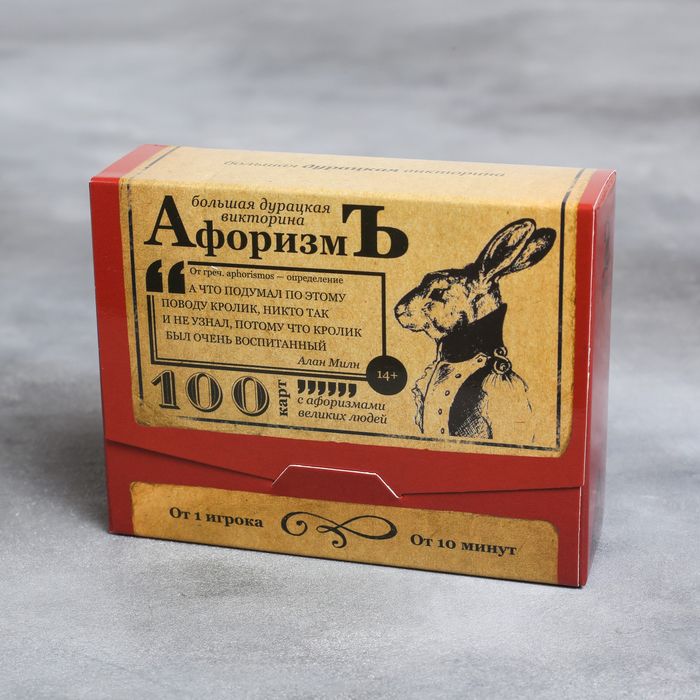 большая дурацкая викторина
большая дурацкая
викторина
АфоризмЪ
От греч. aphorismos — определение
“
А ЧТО ПОДУМАЛ ПО ЭТОМУ
ПОВОДУ КРОЛИК, НИКТО ТАК
И НЕ УЗНАЛ, ПОТОМУ ЧТО КРОЛИК
БЫЛ ОЧЕНЬ ВОСПИТАННЫЙ
Алан Милн
14+
100 карт
с афоризмами
великих людей
От 1 игрока
От 10 минут